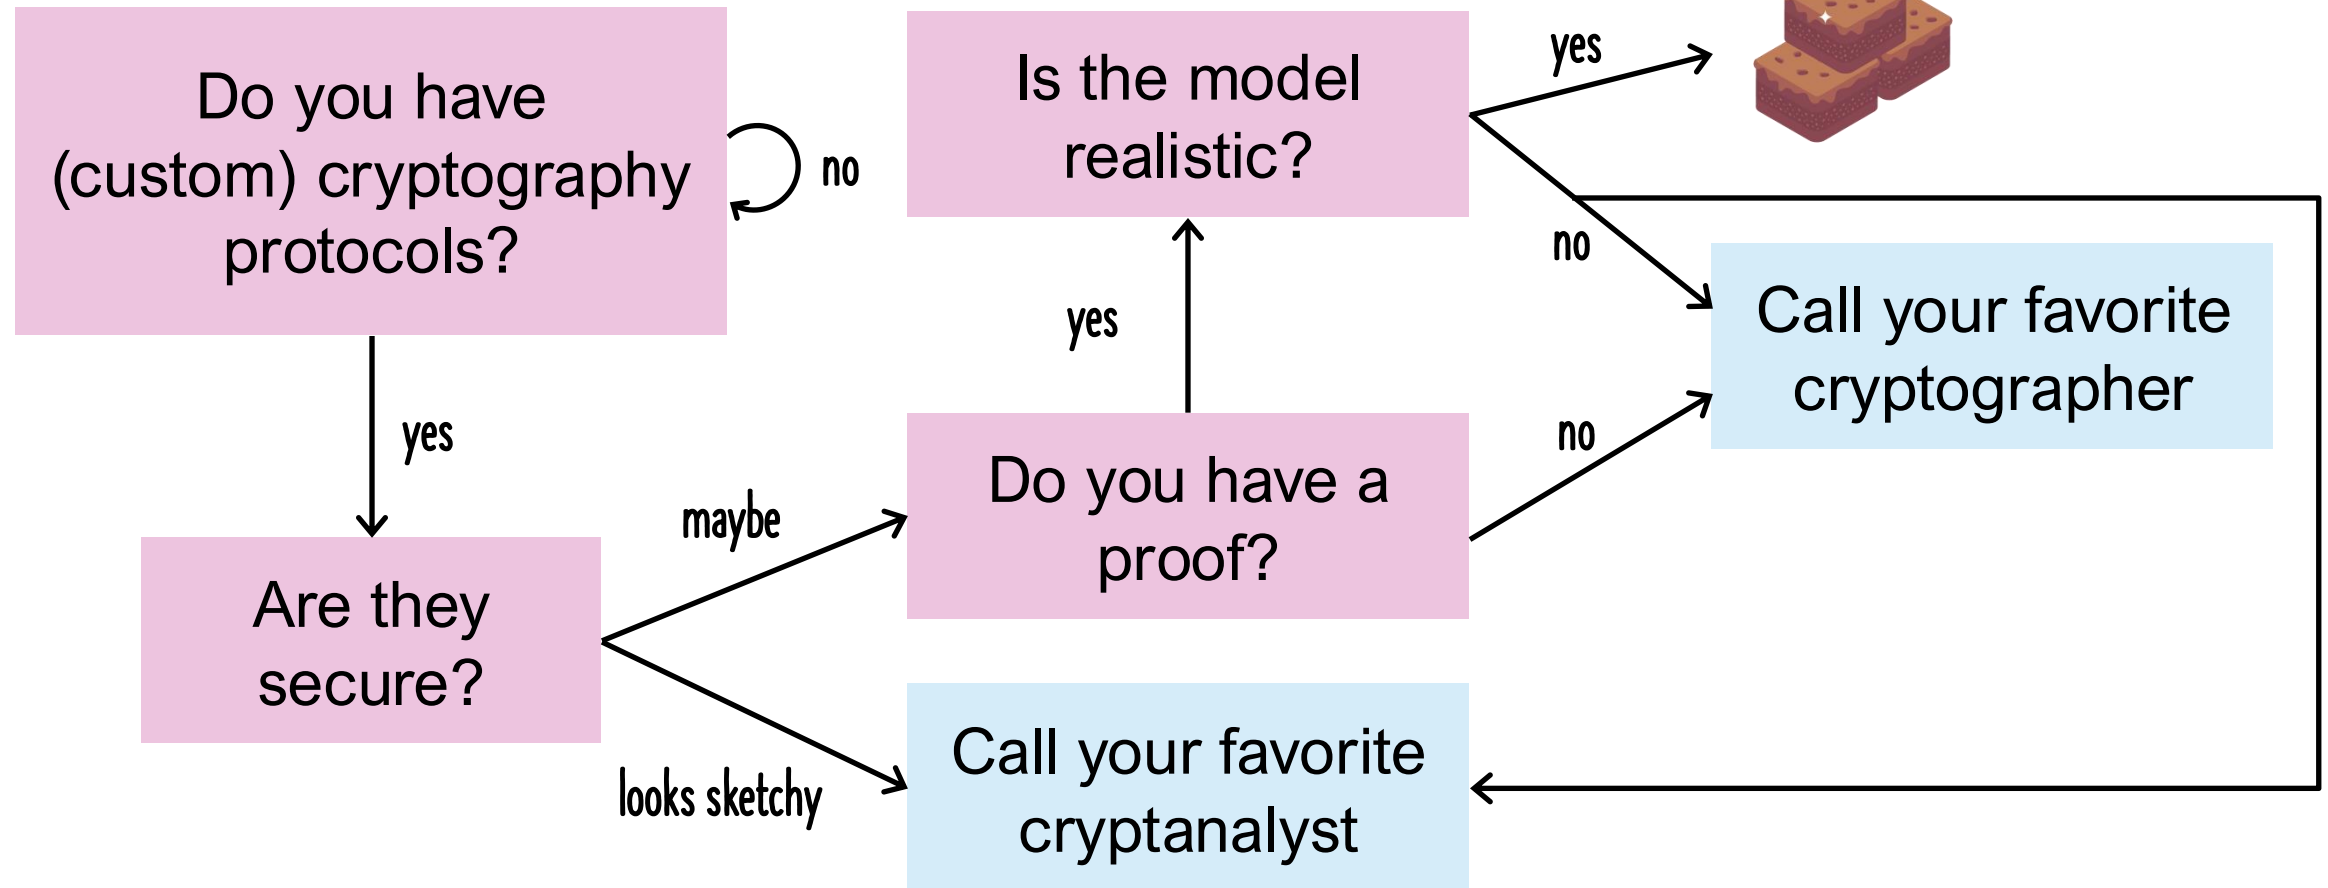 Do you have
(custom) cryptography
protocols?
no
yes
Are they
secure?
maybe
looks sketchy
Do you have a
proof?
yes
no
Is the model
realistic?
yes
no
Call your favorite
cryptographer
Call your favorite
cryptanalyst